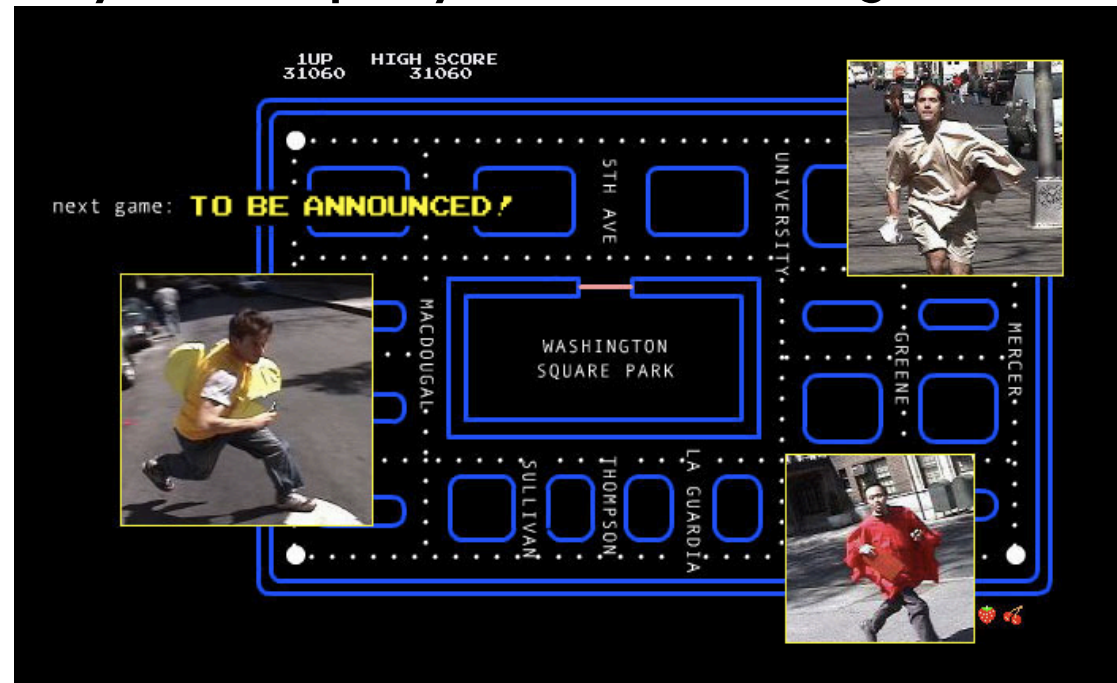 1UP HIGH SCORE
31060 31060
next game: TO BE ANNOUNCED!
5TH AVE
UNIVERSITY
MACDOUGAL
WASHINGTON
SQUARE PARK
GREENE
MERCER
SULLIVAN
THOMPSON
LA GUARDIA